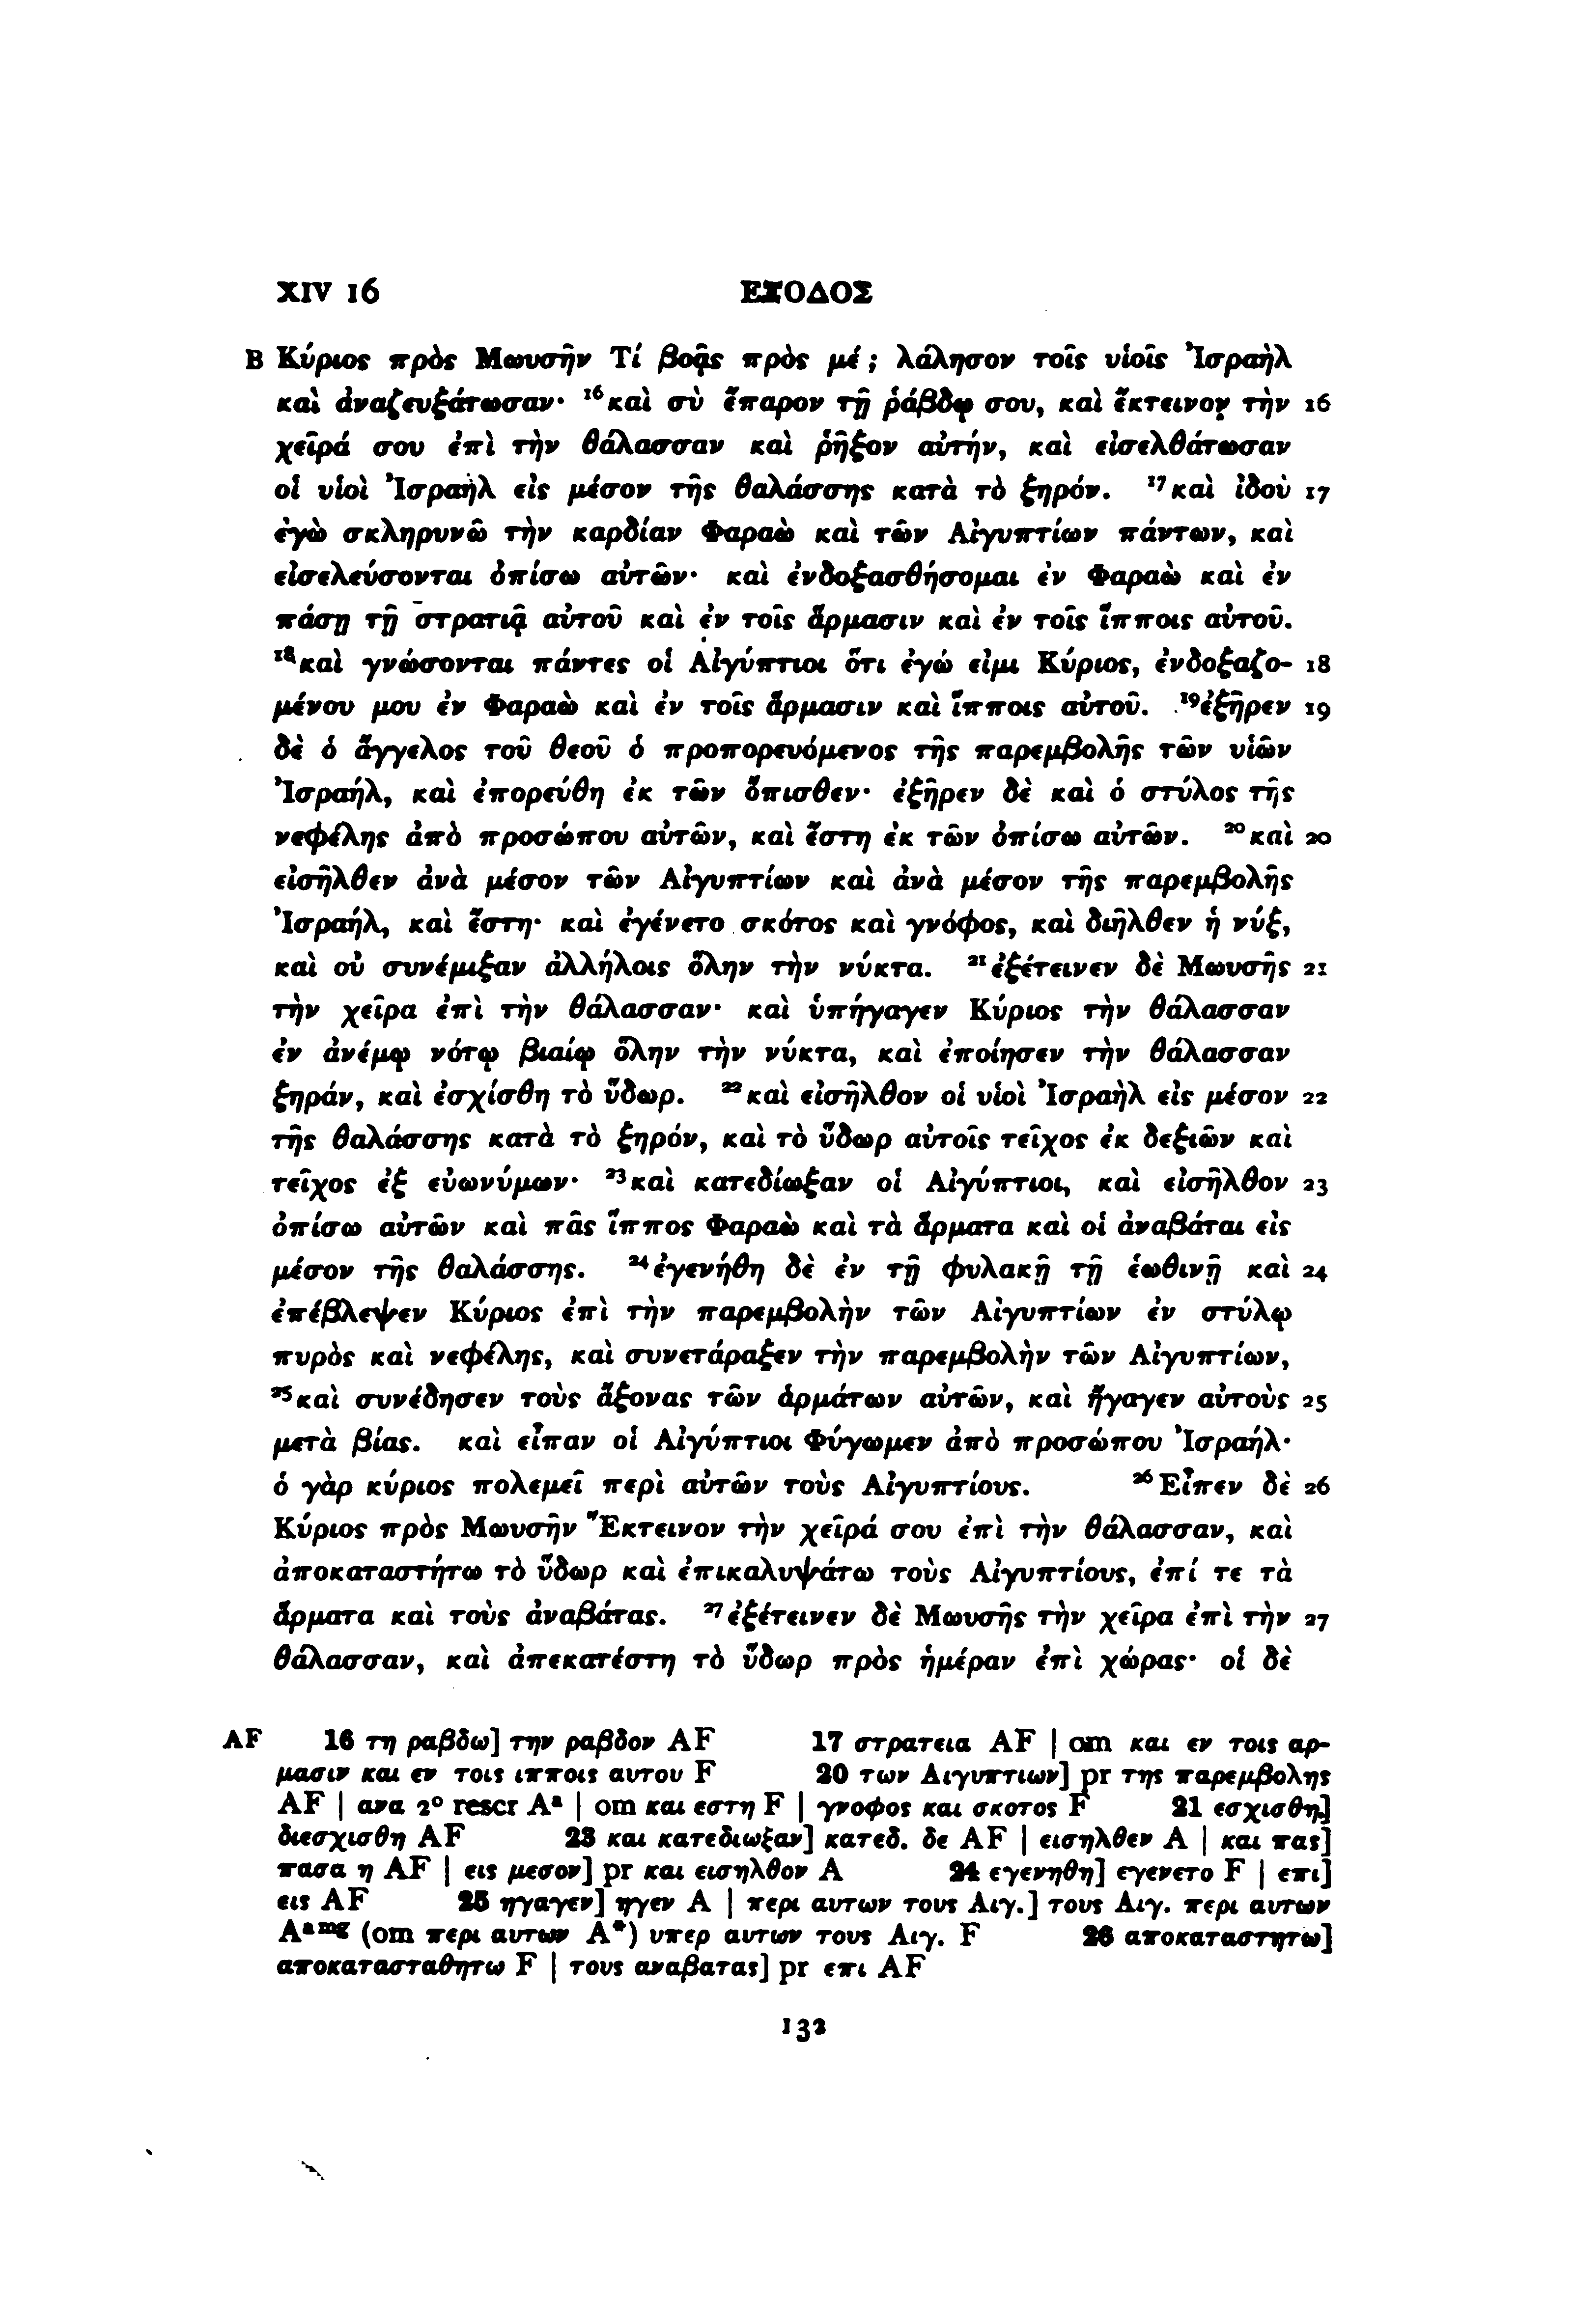 XIV 16 ΕΞΟΔΟΣ
B Κύριος πρὸς Μωυσῆν Τί βοᾷς πρὸς μέ; λάλησον τοῖς υἱοῖς Ἰσραὴλ
καὶ ἀναζευξάτωσαν· ¹⁶καὶ σὺ ἔπαρον τῇ ῥάβδῳ σου, καὶ ἔκτεινον τὴν 16
χεῖρά σου ἐπὶ τὴν θάλασσαν καὶ ῥῆξον αὐτήν, καὶ εἰσελθάτωσαν
οἱ υἱοὶ Ἰσραὴλ εἰς μέσον τῆς θαλάσσης κατὰ τὸ ξηρόν. ¹⁷καὶ ἰδοὺ 17
ἐγὼ σκληρυνῶ τὴν καρδίαν Φαραὼ καὶ τῶν Αἰγυπτίων πάντων, καὶ
εἰσελεύσονται ὀπίσω αὐτῶν· καὶ ἐνδοξασθήσομαι ἐν Φαραὼ καὶ ἐν
πάσῃ τῇ στρατιᾷ αὐτοῦ καὶ ἐν τοῖς ἅρμασιν καὶ ἐν τοῖς ἵπποις αὐτοῦ.
¹⁸καὶ γνώσονται πάντες οἱ Αἰγύπτιοι ὅτι ἐγώ εἰμι Κύριος, ἐνδοξαζο- 18
μένου μου ἐν Φαραὼ καὶ ἐν τοῖς ἅρμασιν καὶ ἵπποις αὐτοῦ. ¹⁹ἐξῆρεν 19
δὲ ὁ ἄγγελος τοῦ θεοῦ ὁ προπορευόμενος τῆς παρεμβολῆς τῶν υἱῶν
Ἰσραήλ, καὶ ἐπορεύθη ἐκ τῶν ὄπισθεν· ἐξῆρεν δὲ καὶ ὁ στύλος τῆς
νεφέλης ἀπὸ προσώπου αὐτῶν, καὶ ἔστη ἐκ τῶν ὀπίσω αὐτῶν. ²⁰καὶ 20
εἰσῆλθεν ἀνὰ μέσον τῶν Αἰγυπτίων καὶ ἀνὰ μέσον τῆς παρεμβολῆς
Ἰσραήλ, καὶ ἔστη· καὶ ἐγένετο σκότος καὶ γνόφος, καὶ διῆλθεν ἡ νύξ,
καὶ οὐ συνέμιξαν ἀλλήλοις ὅλην τὴν νύκτα. ²¹ἐξέτεινεν δὲ Μωυσῆς 21
τὴν χεῖρα ἐπὶ τὴν θάλασσαν· καὶ ὑπήγαγεν Κύριος τὴν θάλασσαν
ἐν ἀνέμῳ νότῳ βιαίῳ ὅλην τὴν νύκτα, καὶ ἐποίησεν τὴν θάλασσαν
ξηράν, καὶ ἐσχίσθη τὸ ὕδωρ. ²²καὶ εἰσῆλθον οἱ υἱοὶ Ἰσραὴλ εἰς μέσον 22
τῆς θαλάσσης κατὰ τὸ ξηρόν, καὶ τὸ ὕδωρ αὐτοῖς τεῖχος ἐκ δεξιῶν καὶ
τεῖχος ἐξ εὐωνύμων· ²³καὶ κατεδίωξαν οἱ Αἰγύπτιοι, καὶ εἰσῆλθον 23
ὀπίσω αὐτῶν καὶ πᾶς ἵππος Φαραὼ καὶ τὰ ἅρματα καὶ οἱ ἀναβάται εἰς
μέσον τῆς θαλάσσης. ²⁴ἐγενήθη δὲ ἐν τῇ φυλακῇ τῇ ἑωθινῇ καὶ 24
ἐπέβλεψεν Κύριος ἐπὶ τὴν παρεμβολὴν τῶν Αἰγυπτίων ἐν στύλῳ
πυρὸς καὶ νεφέλης, καὶ συνετάραξεν τὴν παρεμβολὴν τῶν Αἰγυπτίων,
²⁵καὶ συνέδησεν τοὺς ἄξονας τῶν ἁρμάτων αὐτῶν, καὶ ἤγαγεν αὐτοὺς 25
μετὰ βίας. καὶ εἶπαν οἱ Αἰγύπτιοι Φύγωμεν ἀπὸ προσώπου Ἰσραήλ·
ὁ γὰρ κύριος πολεμεῖ περὶ αὐτῶν τοὺς Αἰγυπτίους. ²⁶Εἶπεν δὲ 26
Κύριος πρὸς Μωυσῆν Ἔκτεινον τὴν χεῖρά σου ἐπὶ τὴν θάλασσαν, καὶ
ἀποκαταστήτω τὸ ὕδωρ καὶ ἐπικαλυψάτω τοὺς Αἰγυπτίους, ἐπί τε τὰ
ἅρματα καὶ τοὺς ἀναβάτας. ²⁷ἐξέτεινεν δὲ Μωυσῆς τὴν χεῖρα ἐπὶ τὴν 27
θάλασσαν, καὶ ἀπεκατέστη τὸ ὕδωρ πρὸς ἡμέραν ἐπὶ χώρας· οἱ δὲ
AF 16 τη ραβδω] την ραβδον AF 17 στρατεια AF | om και εν τοις αρ-
μασιν και εν τοις ιπποις αυτου F 20 των Αιγυπτιων] pr της παρεμβολης
AF | ανα 2° rescr Aᵃ | om και εστη F | γνοφος και σκοτος F 21 εσχισθη]
διεσχισθη AF 23 και κατεδιωξαν] κατεδ. δε AF | εισηλθεν A | και πας]
πασα η AF | εις μεσον] pr και εισηλθον A 24 εγενηθη] εγενετο F | επι]
εις AF 25 ηγαγεν] ηγεν A | περι αυτων τους Αιγ.] τους Αιγ. περι αυτων
Aᵃᵐᵍ (om περι αυτων A*) υπερ αυτων τους Αιγ. F 26 αποκαταστητω]
αποκατασταθητω F | τους αναβατας] pr επι AF
132